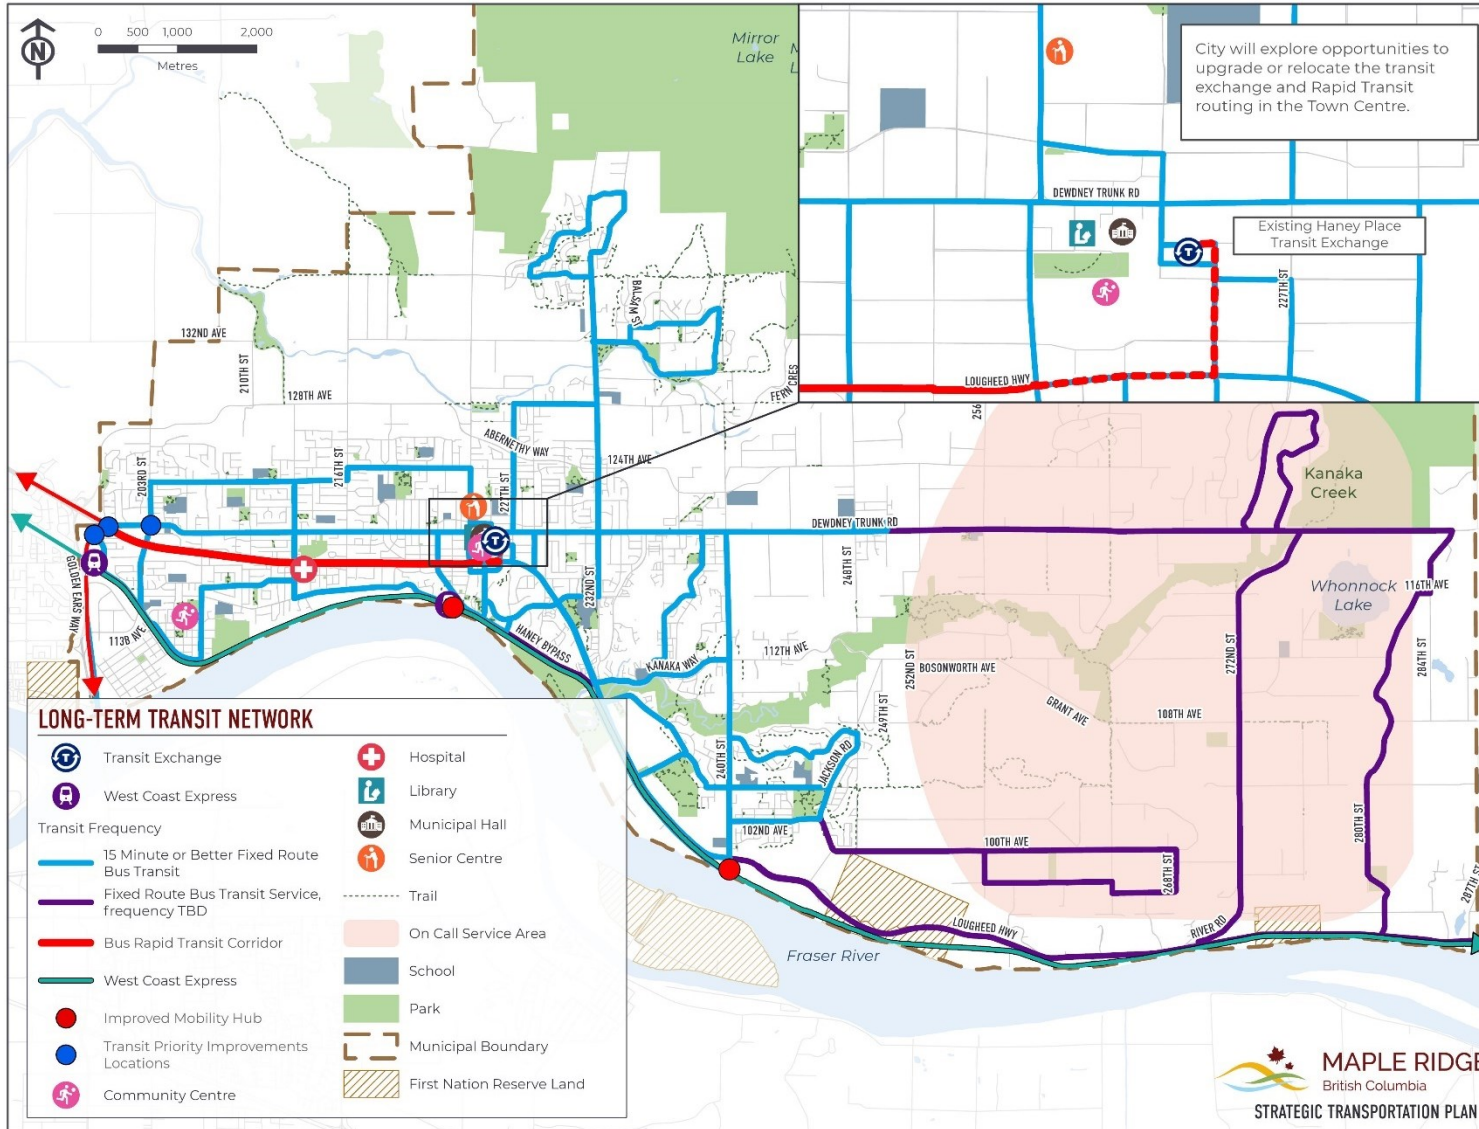 N
0 500 1,000 2,000
Metres
Mirror
Lake
City will explore opportunities to
upgrade or relocate the transit
exchange and Rapid Transit
routing in the Town Centre.
DEWDNEY TRUNK RD
Existing Haney Place
Transit Exchange
227TH ST
LOUGHEED HWY
132ND AVE
210TH ST
128TH AVE
BALSAM ST
FERN CRES
256
203RD ST
216TH ST
ABERNETHY WAY
227TH ST
124TH AVE
Kanaka
Creek
DEWDNEY TRUNK RD
GOLDEN EARS WAY
113B AVE
232ND ST
248TH ST
Whonnock
Lake
116TH AVE
HANEY BYPASS
KANAKA WAY
112TH AVE
252ND ST
BOSONWORTH AVE
272ND ST
284TH ST
GRANT AVE
108TH AVE
249TH ST
240TH ST
JACKSON RD
280TH ST
102ND AVE
100TH AVE
268TH ST
287TH ST
LOUGHEED HWY
RIVER RD
Fraser River
LONG-TERM TRANSIT NETWORK
Transit Exchange
West Coast Express
Transit Frequency
15 Minute or Better Fixed Route
Bus Transit
Fixed Route Bus Transit Service,
frequency TBD
Bus Rapid Transit Corridor
West Coast Express
Improved Mobility Hub
Transit Priority Improvements
Locations
Community Centre
Hospital
Library
Municipal Hall
Senior Centre
Trail
On Call Service Area
School
Park
Municipal Boundary
First Nation Reserve Land
MAPLE RIDGE
British Columbia
STRATEGIC TRANSPORTATION PLAN